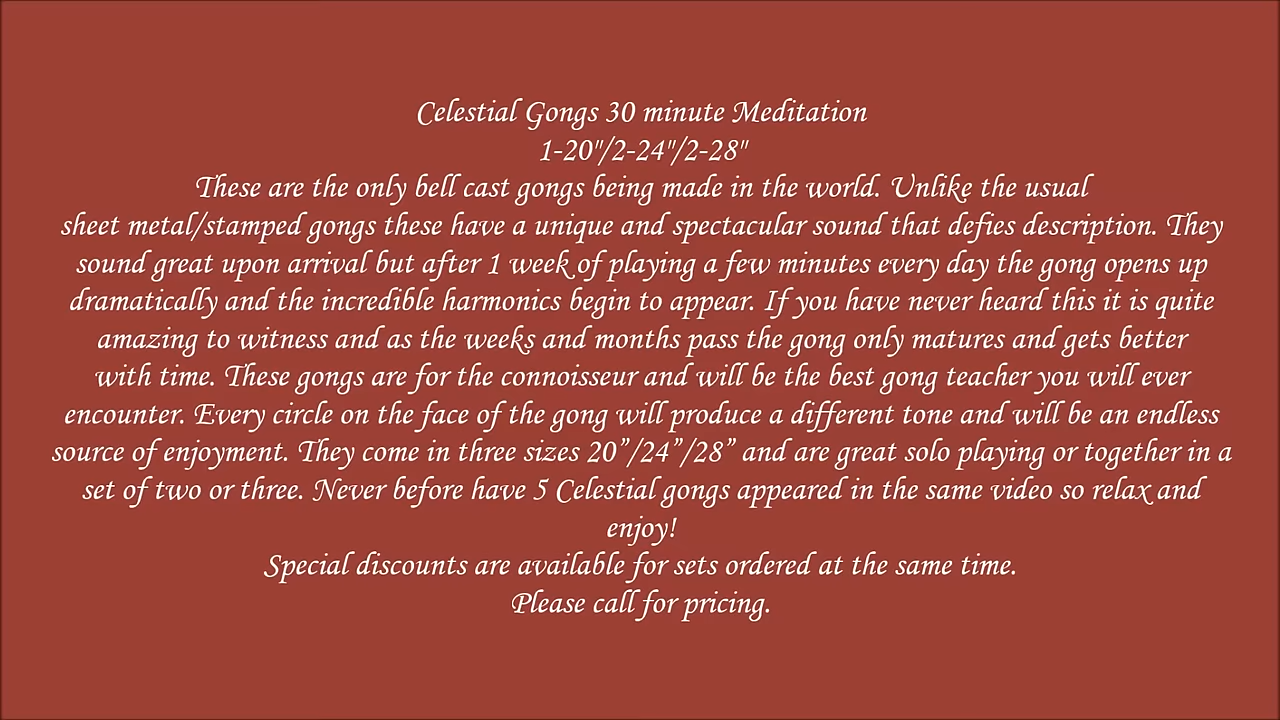 Celestial Gongs 30 minute Meditation
1-20"/2-24"/2-28"
These are the only bell cast gongs being made in the world. Unlike the usual
sheet metal/stamped gongs these have a unique and spectacular sound that defies description. They
sound great upon arrival but after 1 week of playing a few minutes every day the gong opens up
dramatically and the incredible harmonics begin to appear. If you have never heard this it is quite
amazing to witness and as the weeks and months pass the gong only matures and gets better
with time. These gongs are for the connoisseur and will be the best gong teacher you will ever
encounter. Every circle on the face of the gong will produce a different tone and will be an endless
source of enjoyment. They come in three sizes 20”/24”/28” and are great solo playing or together in a
set of two or three. Never before have 5 Celestial gongs appeared in the same video so relax and
enjoy!
Special discounts are available for sets ordered at the same time.
Please call for pricing.